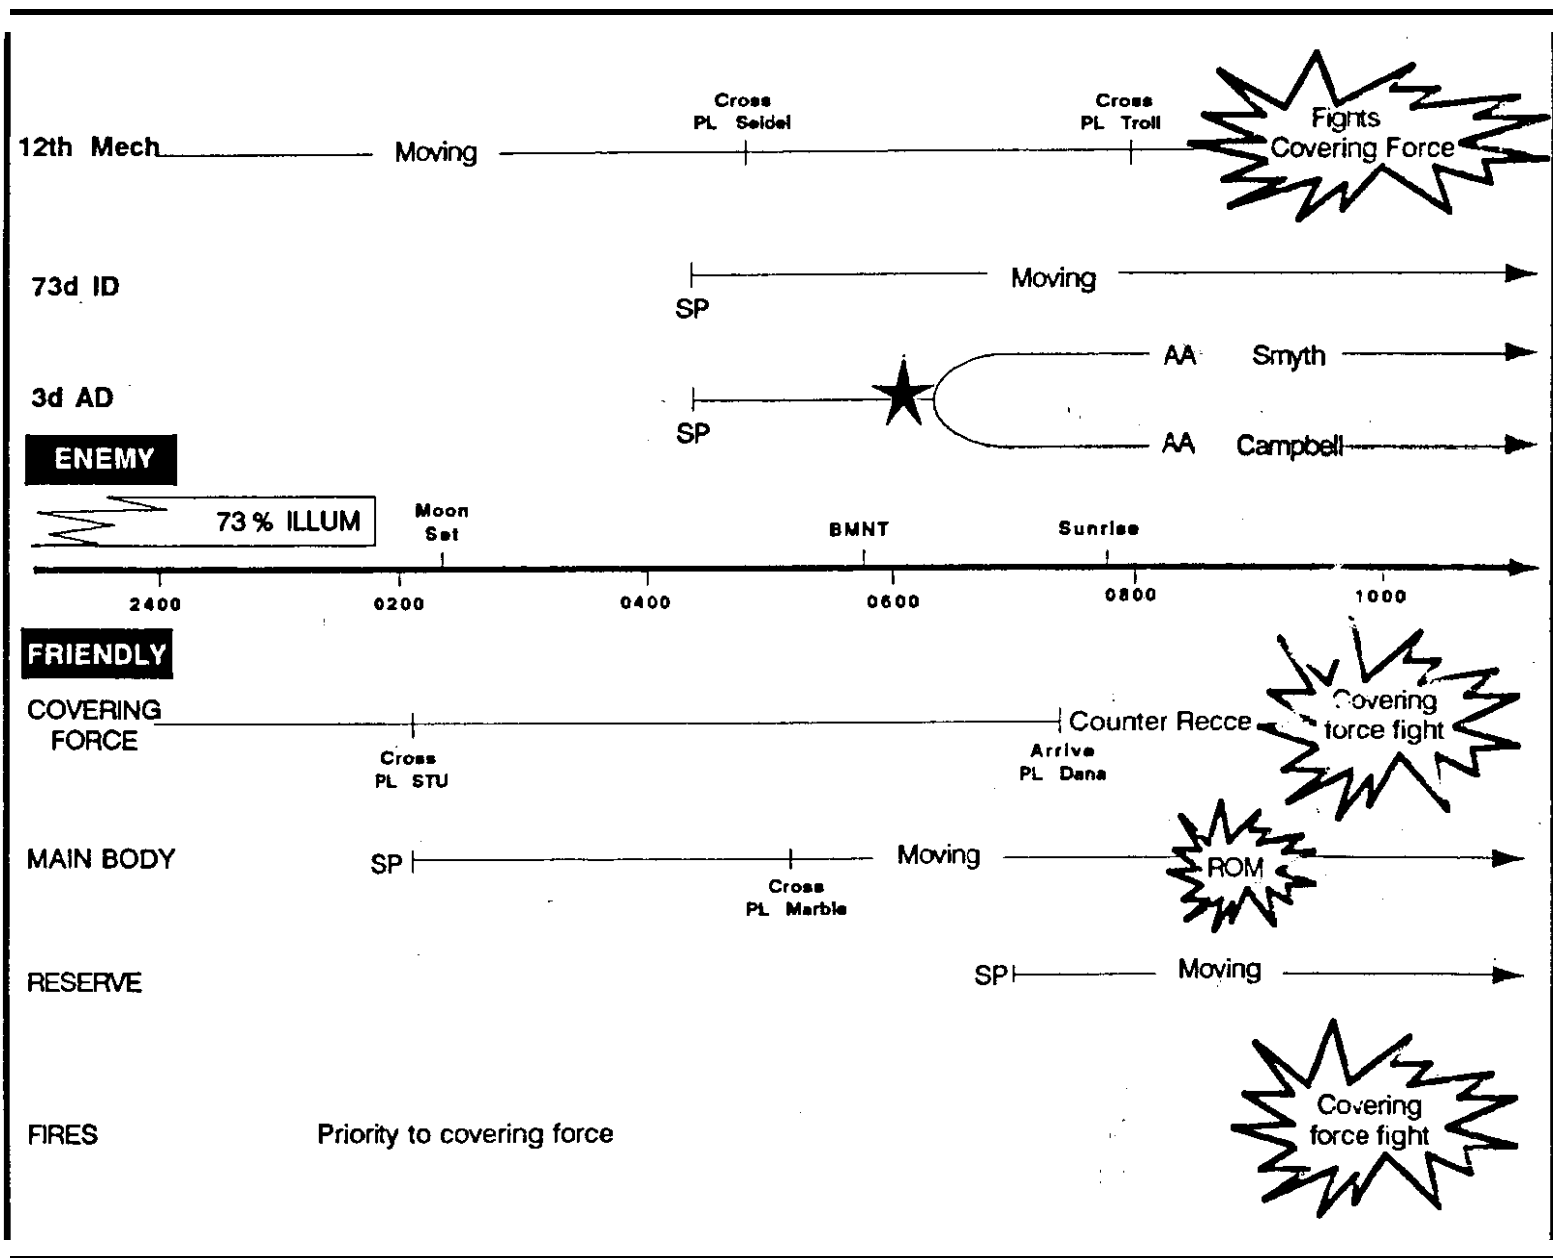 Cross
PL Seidel
Cross
PL Troll
Fights
Covering Force
12th Mech
Moving
73d ID
SP
Moving
AA Smyth
3d AD
SP
AA Campbell
ENEMY
73% ILLUM
Moon
Set
BMNT
Sunrise
2400 0200 0400 0600 0800 1000
FRIENDLY
COVERING
FORCE
Cross
PL STU
Arrive
PL Dana
Counter Recce
Covering
force fight
MAIN BODY
SP
Moving
ROM
Cross
PL Marble
RESERVE
SP
Moving
FIRES
Priority to covering force
Covering
force fight